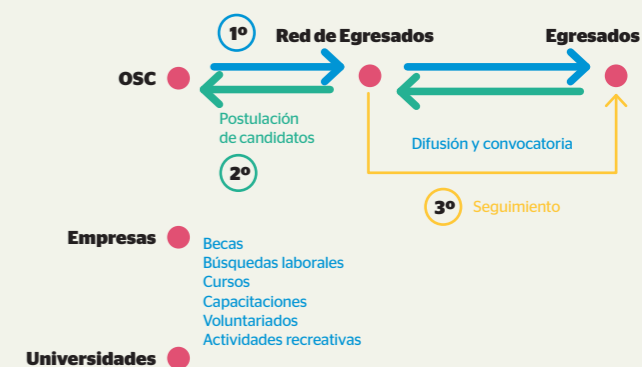 1º
Red de Egresados
Egresados
OSC
Postulación
de candidatos
Difusión y convocatoria
2º
3º
Seguimiento
Empresas
Becas
Búsquedas laborales
Cursos
Capacitaciones
Voluntariados
Actividades recreativas
Universidades